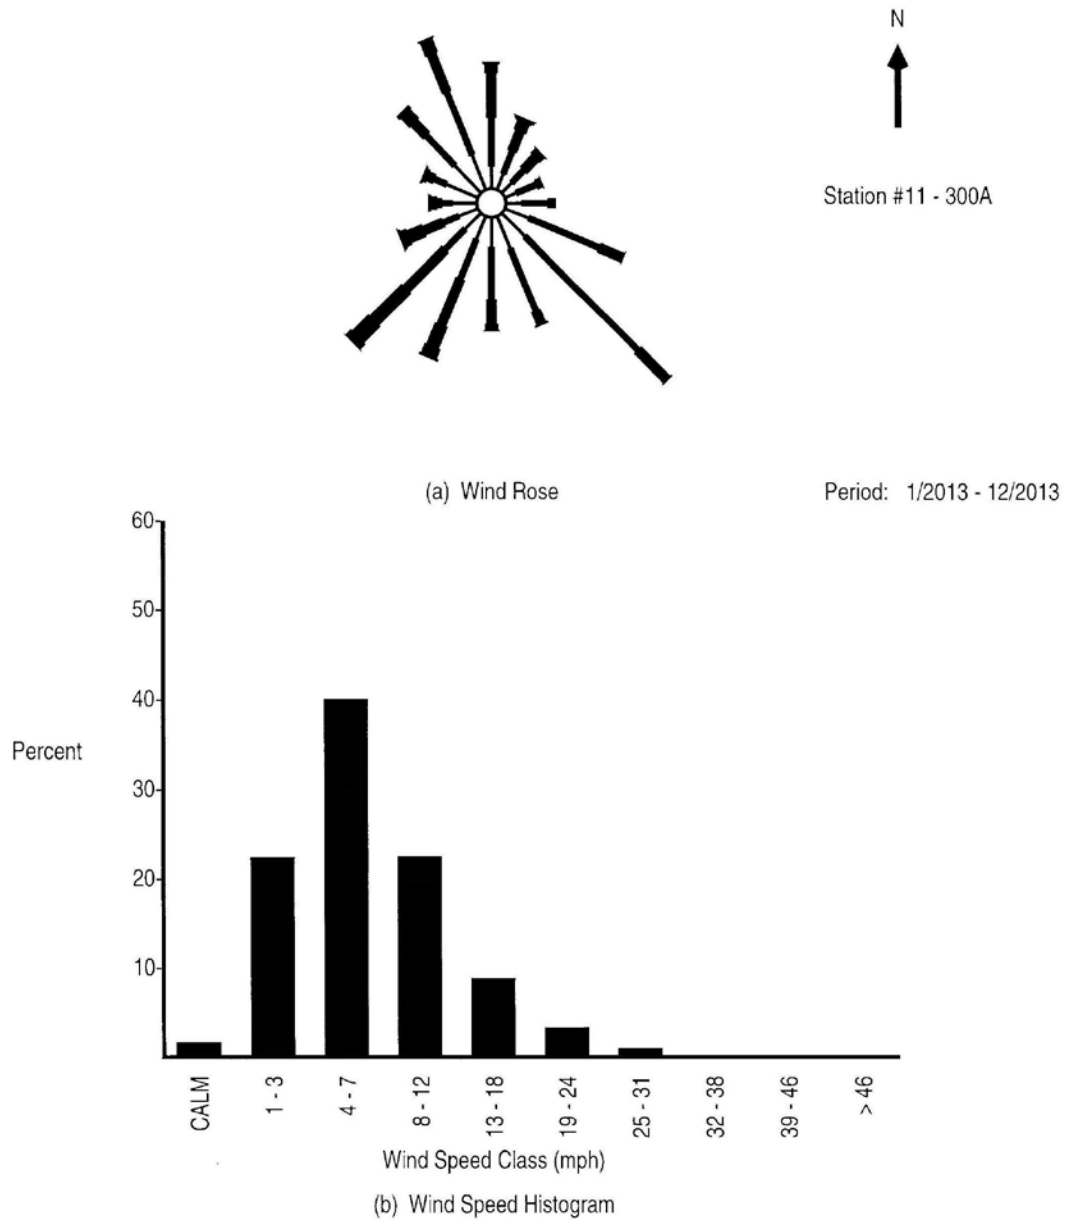 N
Station #11 - 300A
(a) Wind Rose
Period: 1/2013 - 12/2013
60
50
40
30
20
10
Percent
CALM
1 - 3
4 - 7
8 - 12
13 - 18
19 - 24
25 - 31
32 - 38
39 - 46
> 46
Wind Speed Class (mph)
(b) Wind Speed Histogram